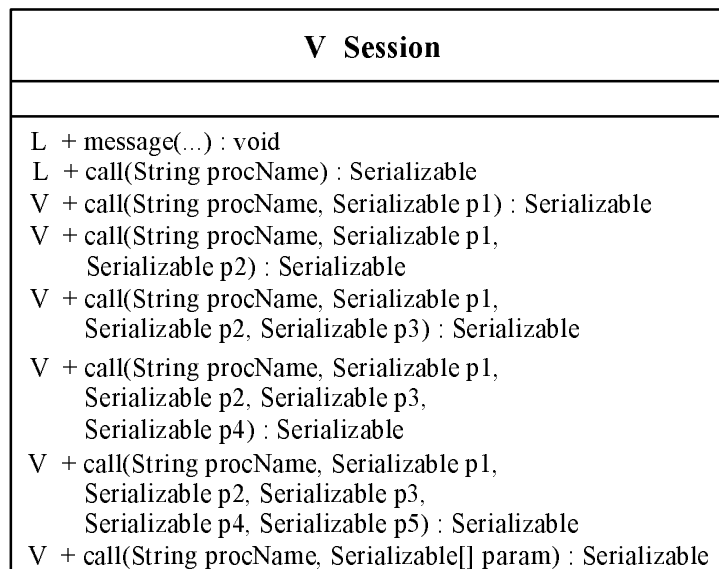 V Session
L + message(...) : void
L + call(String procName) : Serializable
V + call(String procName, Serializable p1) : Serializable
V + call(String procName, Serializable p1,
Serializable p2) : Serializable
V + call(String procName, Serializable p1,
Serializable p2, Serializable p3) : Serializable
V + call(String procName, Serializable p1,
Serializable p2, Serializable p3,
Serializable p4) : Serializable
V + call(String procName, Serializable p1,
Serializable p2, Serializable p3,
Serializable p4, Serializable p5) : Serializable
V + call(String procName, Serializable[] param) : Serializable